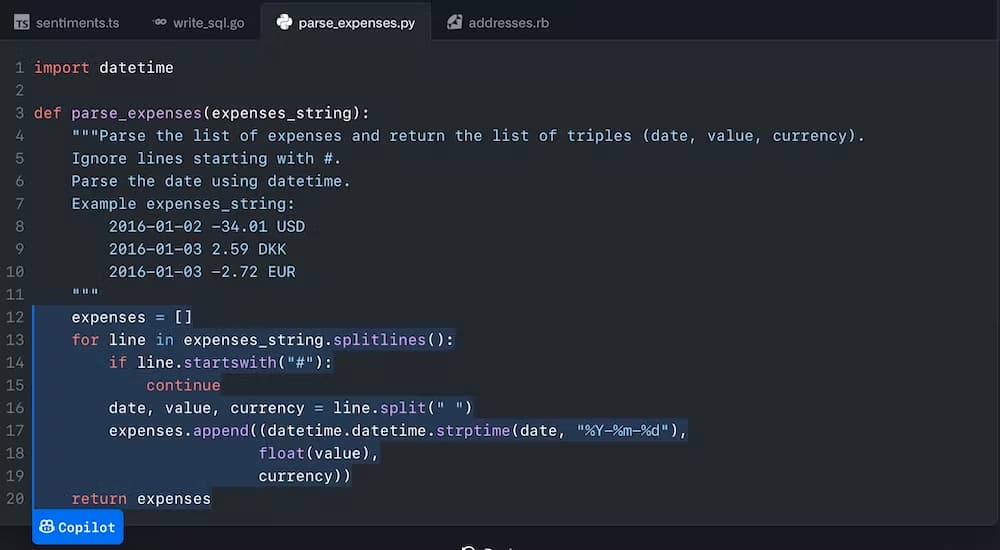 TS sentiments.ts GO write_sql.go parse_expenses.py addresses.rb
1 import datetime
2
3 def parse_expenses(expenses_string):
4     """Parse the list of expenses and return the list of triples (date, value, currency).
5     Ignore lines starting with #.
6     Parse the date using datetime.
7     Example expenses_string:
8         2016-01-02 -34.01 USD
9         2016-01-03 2.59 DKK
10         2016-01-03 -2.72 EUR
11     """
12     expenses = []
13     for line in expenses_string.splitlines():
14         if line.startswith("#"):
15             continue
16         date, value, currency = line.split(" ")
17         expenses.append((datetime.datetime.strptime(date, "%Y-%m-%d"),
18                         float(value),
19                         currency))
20     return expenses
Copilot